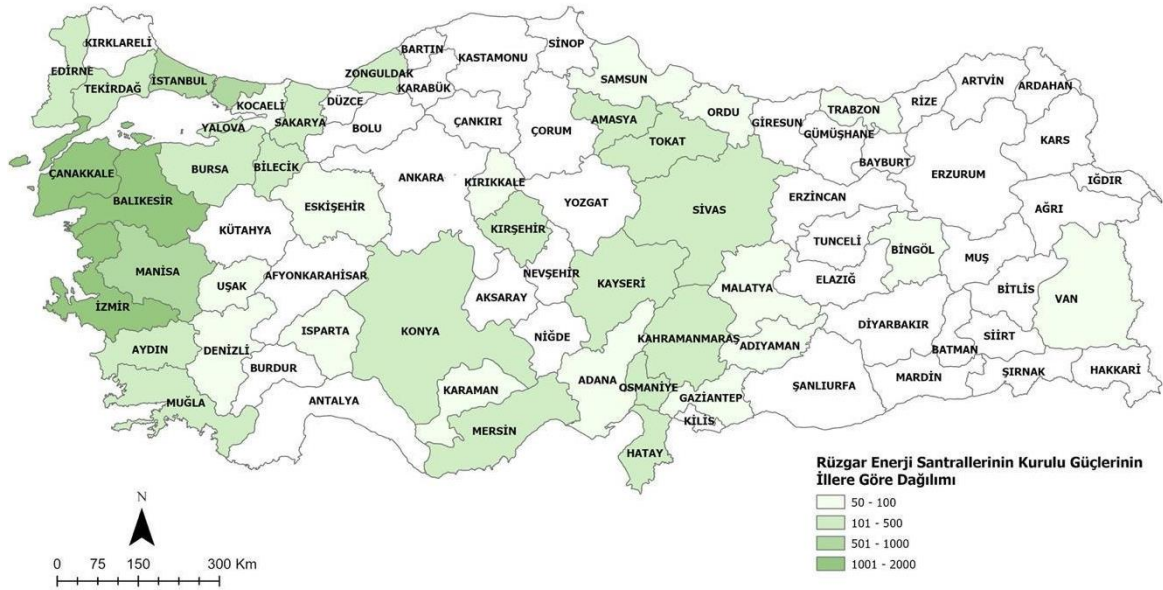 SİNOP
KIRKLARELİ
BARTIN
KASTAMONU
EDİRNE
TEKİRDAĞ
İSTANBUL
ZONGULDAK
KARABÜK
SAMSUN
ARTVİN
ARDAHAN
KOCAELİ
DÜZCE
ORDU
TRABZON
RİZE
YALOVA
SAKARYA
BOLU
ÇANKIRI
ÇORUM
AMASYA
GİRESUN
GÜMÜŞHANE
KARS
TOKAT
BAYBURT
ÇANAKKALE
BURSA
BİLECİK
ANKARA
KIRIKKALE
ERZURUM
IĞDIR
BALIKESİR
ESKİŞEHİR
YOZGAT
SİVAS
ERZİNCAN
AĞRI
KÜTAHYA
KIRŞEHİR
TUNCELİ
BİNGÖL
MUŞ
MANİSA
UŞAK
AFYONKARAHİSAR
NEVŞEHİR
KAYSERİ
MALATYA
ELAZIĞ
BİTLİS
VAN
İZMİR
AKSARAY
KONYA
ISPARTA
DİYARBAKIR
AYDIN
DENİZLİ
NİĞDE
KAHRAMANMARAŞ
ADIYAMAN
BATMAN
SİİRT
BURDUR
ŞIRNAK
HAKKARİ
ADANA
OSMANİYE
ŞANLIURFA
MARDİN
MUĞLA
ANTALYA
KARAMAN
GAZİANTEP
KİLİS
MERSİN
HATAY
Rüzgar Enerji Santrallerinin Kurulu Güçlerinin
İllere Göre Dağılımı
50 - 100
101 - 500
501 - 1000
1001 - 2000
N
0 75 150 300 Km